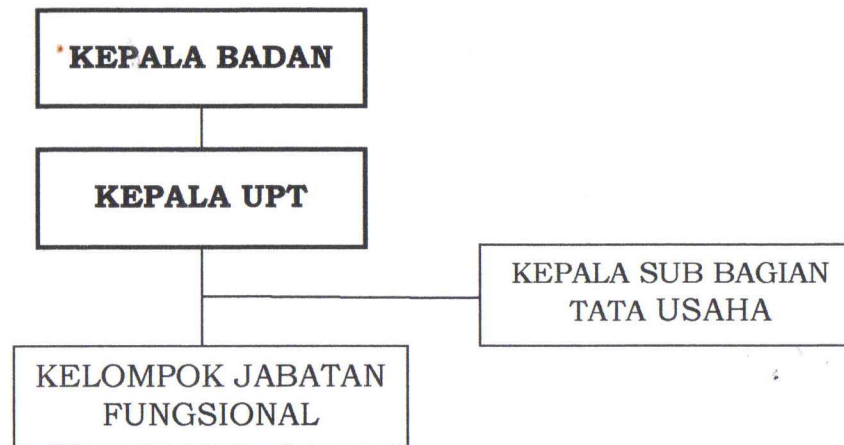 KEPALA BADAN
KEPALA UPT
KEPALA SUB BAGIAN
TATA USAHA
KELOMPOK JABATAN
FUNGSIONAL